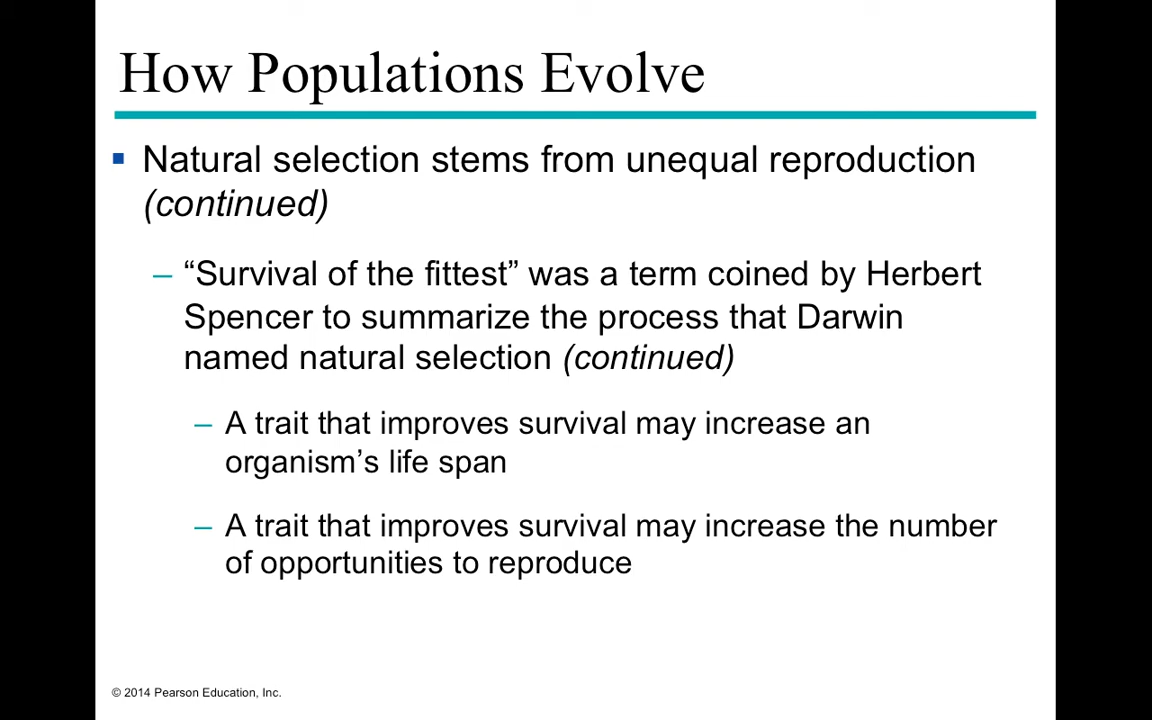 How Populations Evolve
▪ Natural selection stems from unequal reproduction
(continued)
– “Survival of the fittest” was a term coined by Herbert
Spencer to summarize the process that Darwin
named natural selection (continued)
– A trait that improves survival may increase an
organism’s life span
– A trait that improves survival may increase the number
of opportunities to reproduce
© 2014 Pearson Education, Inc.